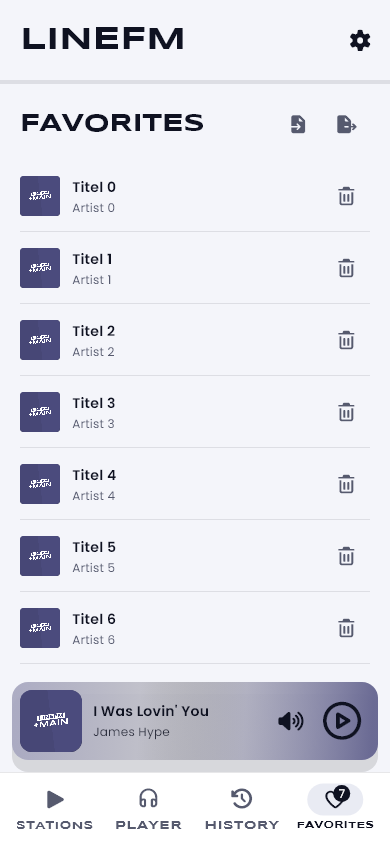 LINEFM
FAVORITES
Titel 0
Artist 0
Titel 1
Artist 1
Titel 2
Artist 2
Titel 3
Artist 3
Titel 4
Artist 4
Titel 5
Artist 5
Titel 6
Artist 6
LINEFM
MAIN
I Was Lovin' You
James Hype
7
STATIONS
PLAYER
HISTORY
FAVORITES